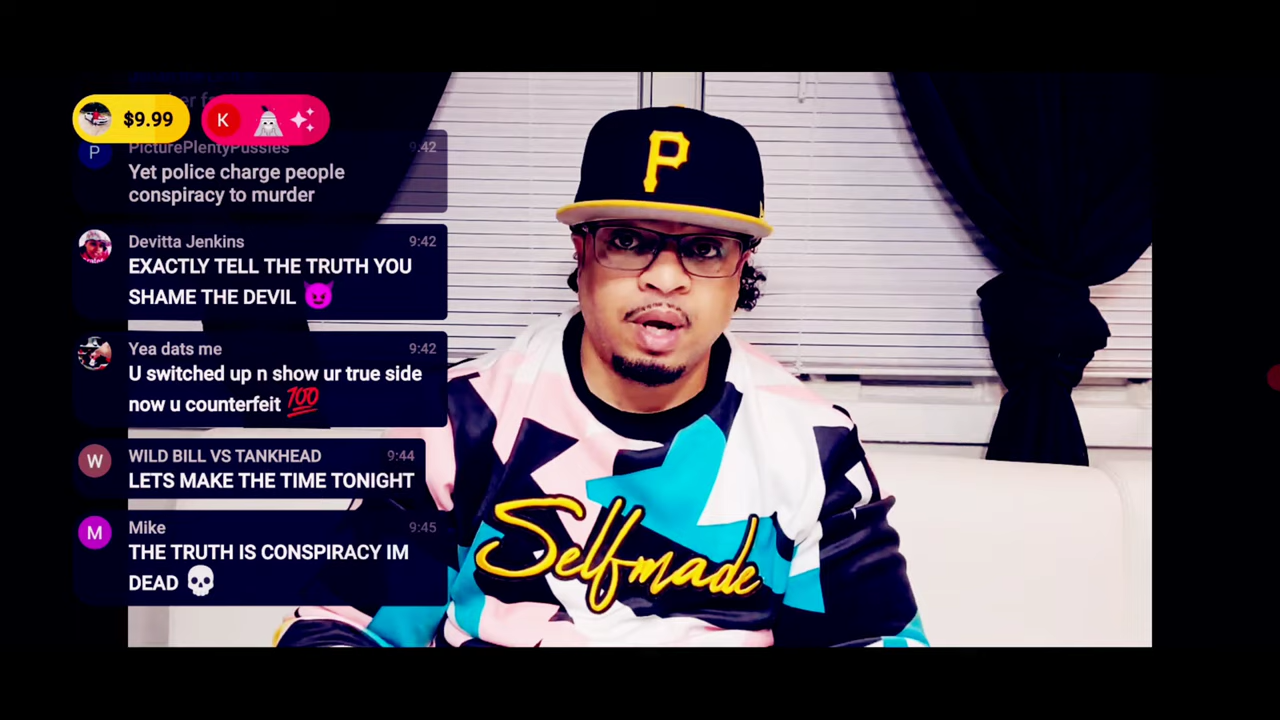 $9.99
K
P
PicturePlentyPussies 9:42
Yet police charge people
conspiracy to murder
Devitta Jenkins 9:42
EXACTLY TELL THE TRUTH YOU
SHAME THE DEVIL 😈
Yea dats me 9:42
U switched up n show ur true side
now u counterfeit 💯
W
WILD BILL VS TANKHEAD 9:44
LETS MAKE THE TIME TONIGHT
M
Mike 9:45
THE TRUTH IS CONSPIRACY IM
DEAD 💀
P
Selfmade